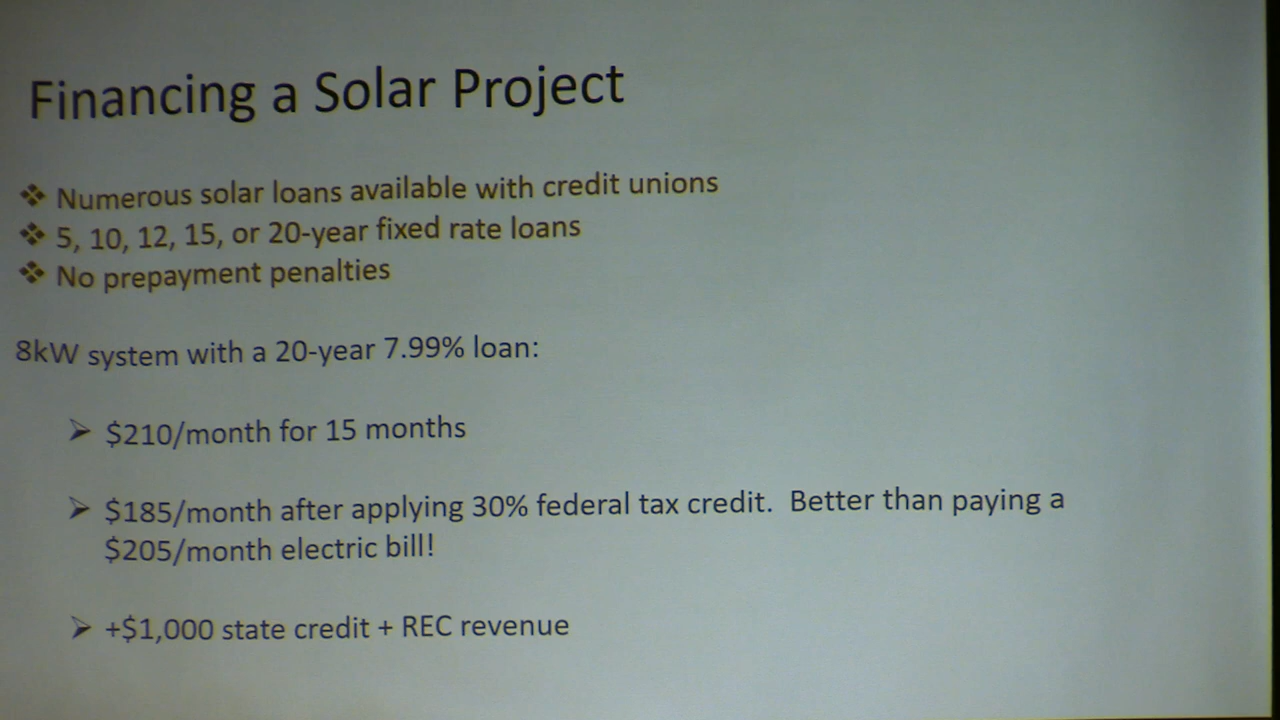 Financing a Solar Project
❖ Numerous solar loans available with credit unions
❖ 5, 10, 12, 15, or 20-year fixed rate loans
❖ No prepayment penalties
8kW system with a 20-year 7.99% loan:
➢ $210/month for 15 months
➢ $185/month after applying 30% federal tax credit.  Better than paying a
$205/month electric bill!
➢ +$1,000 state credit + REC revenue